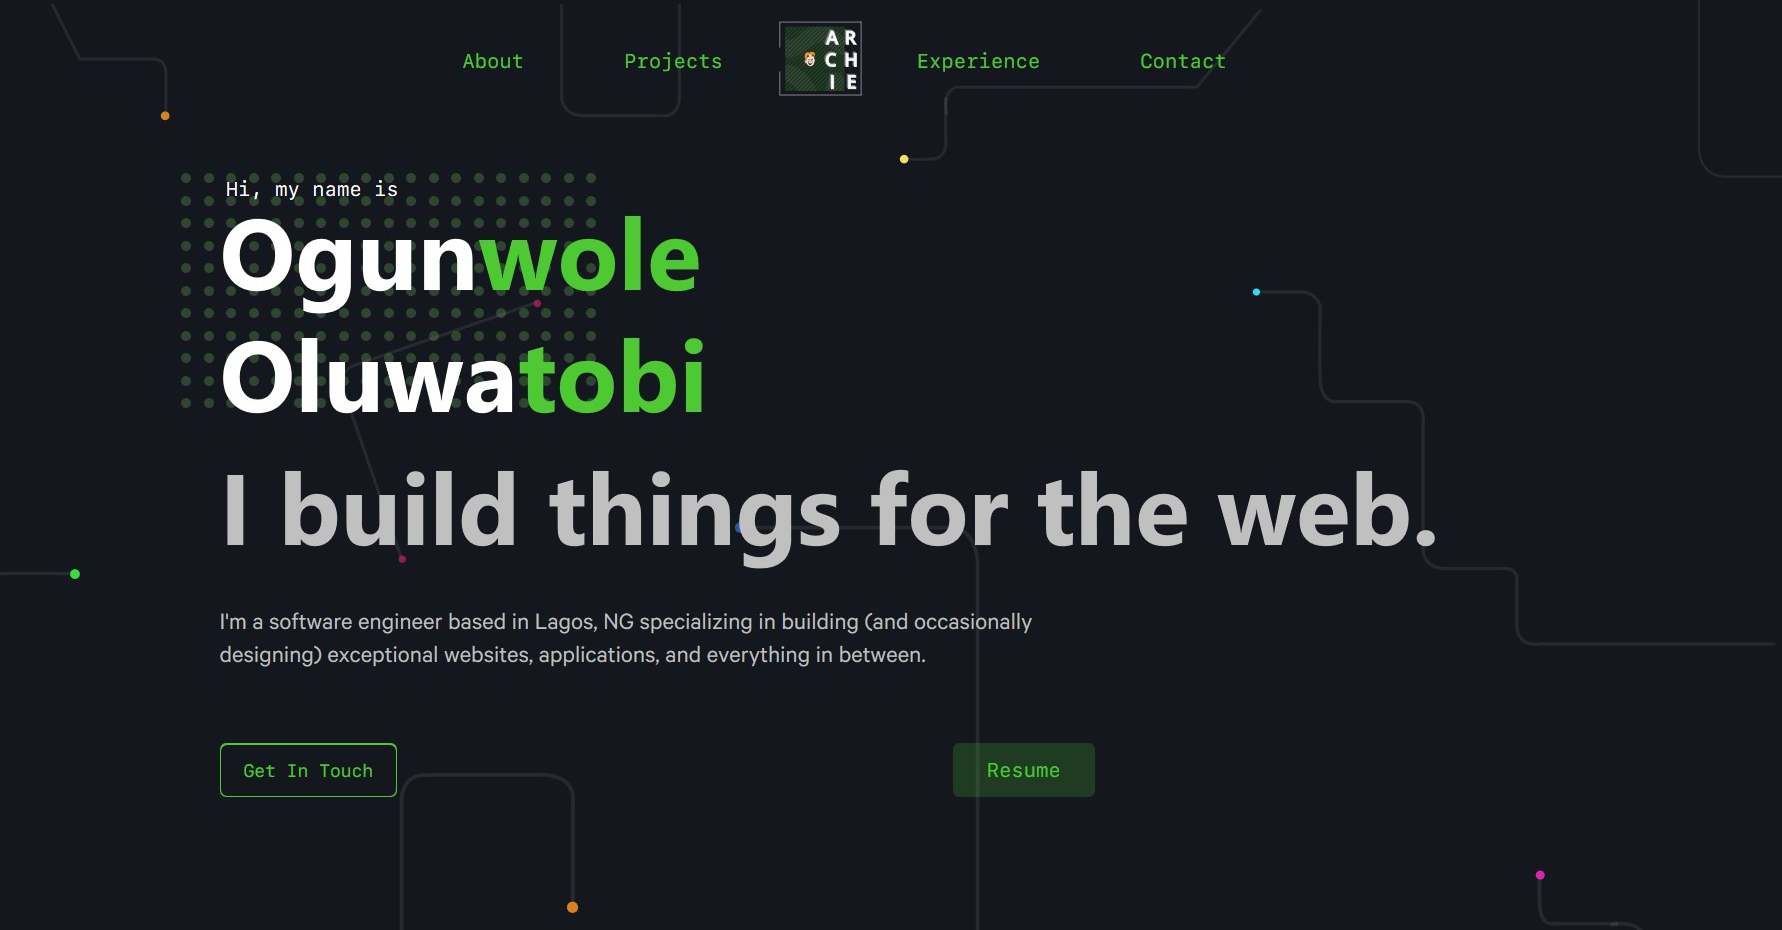 About Projects
AR
CH
IE
Experience Contact
Hi, my name is
Ogunwole
Oluwatobi
I build things for the web.
I'm a software engineer based in Lagos, NG specializing in building (and occasionally
designing) exceptional websites, applications, and everything in between.
Get In Touch
Resume